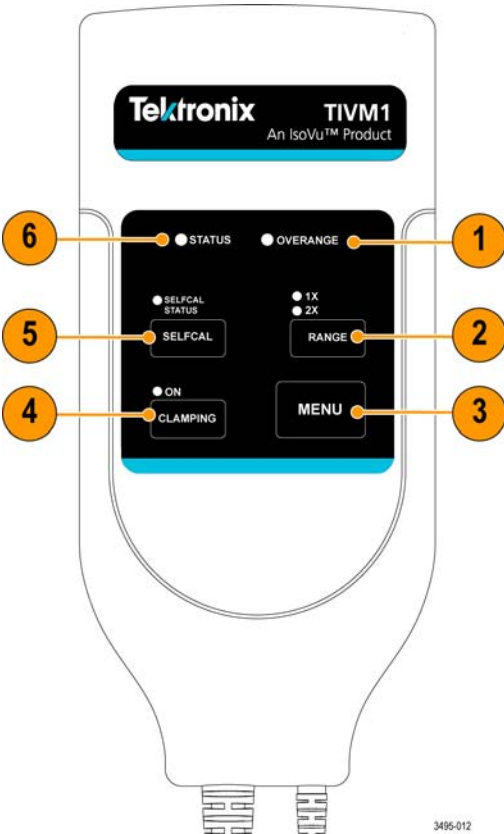 Tektronix
TIVM1
An IsoVu™ Product
6
STATUS
OVERANGE
1
SELFCAL
STATUS
1X
2X
5
SELFCAL
RANGE
2
ON
4
CLAMPING
MENU
3
3495-012